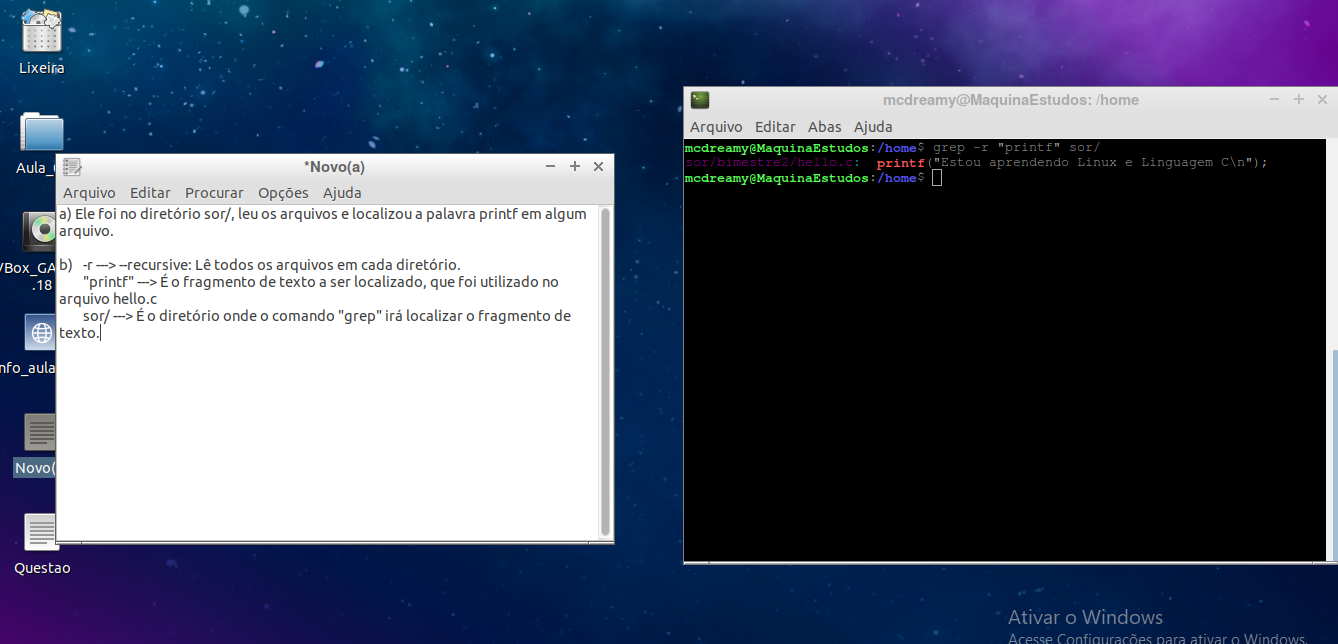 Lixeira
Aula_
VBox_GA
.18
nfo_aula
Novo(
Questao
*Novo(a)
Arquivo Editar Procurar Opções Ajuda
a) Ele foi no diretório sor/, leu os arquivos e localizou a palavra printf em algum
arquivo.
b) -r ---> --recursive: Lê todos os arquivos em cada diretório.
"printf" ---> É o fragmento de texto a ser localizado, que foi utilizado no
arquivo hello.c
sor/ ---> É o diretório onde o comando "grep" irá localizar o fragmento de
texto.
mcdreamy@MaquinaEstudos: /home
Arquivo Editar Abas Ajuda
mcdreamy@MaquinaEstudos:/home$ grep -r "printf" sor/
sor/bimestre2/hello.c: printf("Estou aprendendo Linux e Linguagem C\n");
mcdreamy@MaquinaEstudos:/home$
Ativar o Windows
Acesse Configurações para ativar o Windows.